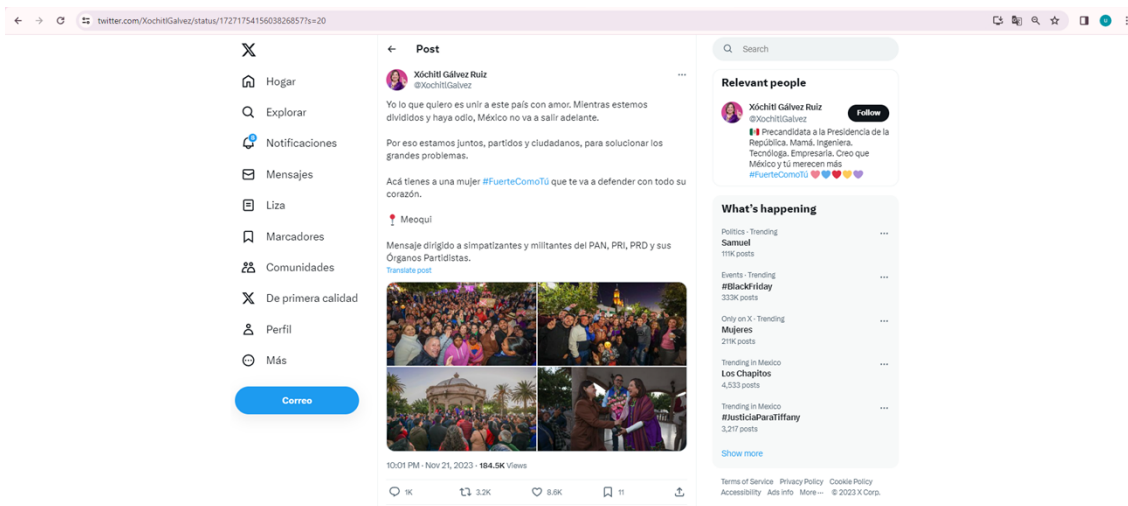 twitter.com/XochitlGalvez/status/1727175415603826857?s=20
Hogar
Explorar
Notificaciones
Mensajes
Liza
Marcadores
Comunidades
De primera calidad
Perfil
Más
Correo
Post
Xóchitl Gálvez Ruiz
@XochitlGalvez
Yo lo que quiero es unir a este país con amor. Mientras estemos
divididos y haya odio, México no va a salir adelante.
Por eso estamos juntos, partidos y ciudadanos, para solucionar los
grandes problemas.
Acá tienes a una mujer #FuerteComoTú que te va a defender con todo su
corazón.
📍 Meoqui
Mensaje dirigido a simpatizantes y militantes del PAN, PRI, PRD y sus
Órganos Partidistas.
Translate post
10:01 PM · Nov 21, 2023 · 184.5K Views
1K 3.2K 8.6K 11
Search
Relevant people
Xóchitl Gálvez Ruiz
@XochitlGalvez
Follow
🇲🇽 Precandidata a la Presidencia de la
República. Mamá. Ingeniera.
Tecnóloga. Empresaria. Creo que
México y tú merecen más
#FuerteComoTú
What's happening
Politics · Trending
Samuel
111K posts
Events · Trending
#BlackFriday
333K posts
Only on X · Trending
Mujeres
211K posts
Trending in Mexico
Los Chapitos
4,533 posts
Trending in Mexico
#JusticiaParaTiffany
3,217 posts
Show more
Terms of Service Privacy Policy Cookie Policy
Accessibility Ads info More ··· © 2023 X Corp.